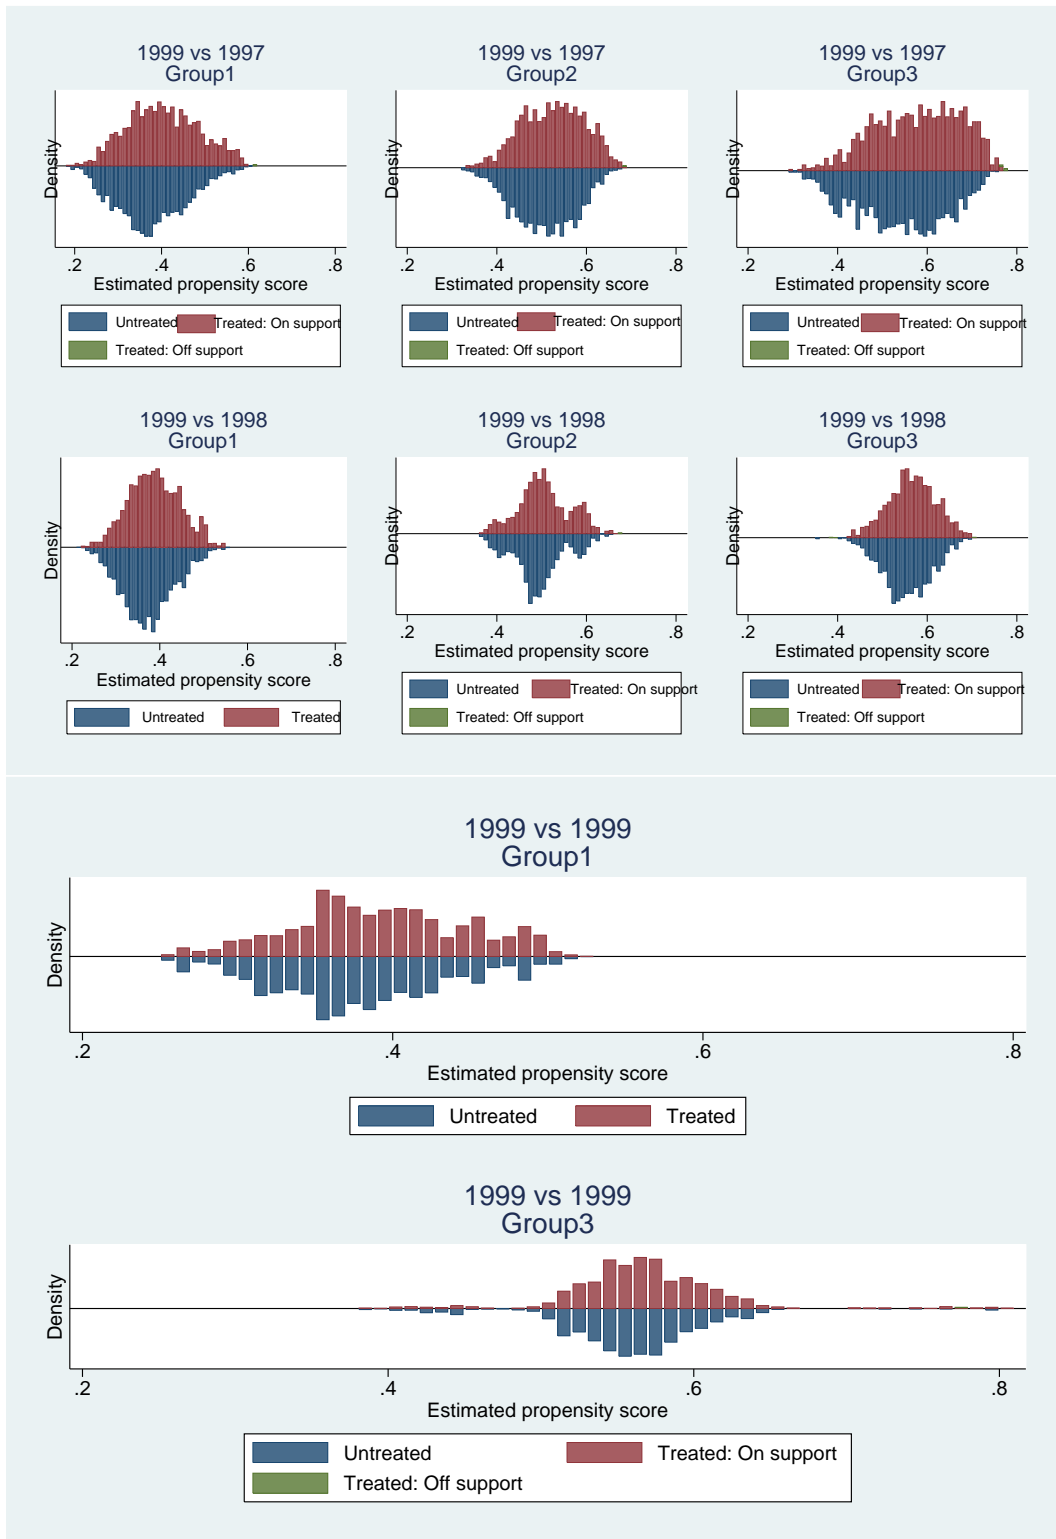 1999 vs 1997
Group1
Density
.2 .4 .6 .8
Estimated propensity score
Untreated Treated: On support
Treated: Off support
1999 vs 1997
Group2
Density
.2 .4 .6 .8
Estimated propensity score
Untreated Treated: On support
Treated: Off support
1999 vs 1997
Group3
Density
.2 .4 .6 .8
Estimated propensity score
Untreated Treated: On support
Treated: Off support
1999 vs 1998
Group1
Density
.2 .4 .6 .8
Estimated propensity score
Untreated Treated
1999 vs 1998
Group2
Density
.2 .4 .6 .8
Estimated propensity score
Untreated Treated: On support
Treated: Off support
1999 vs 1998
Group3
Density
.2 .4 .6 .8
Estimated propensity score
Untreated Treated: On support
Treated: Off support
1999 vs 1999
Group1
Density
.2 .4 .6 .8
Estimated propensity score
Untreated Treated
1999 vs 1999
Group3
Density
.2 .4 .6 .8
Estimated propensity score
Untreated Treated: On support
Treated: Off support